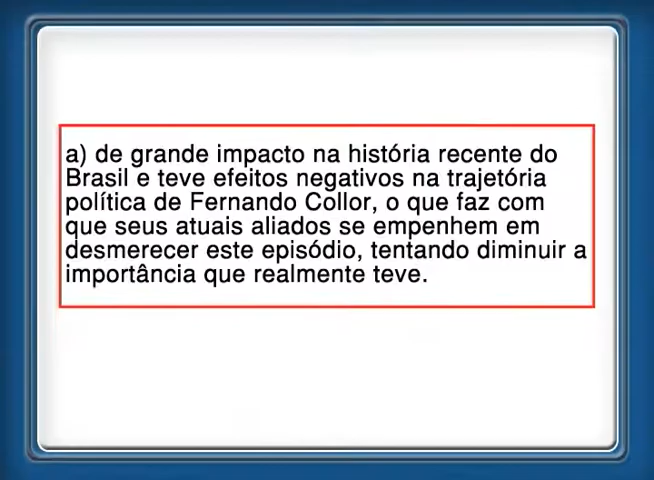 a) de grande impacto na história recente do
Brasil e teve efeitos negativos na trajetória
política de Fernando Collor, o que faz com
que seus atuais aliados se empenhem em
desmerecer este episódio, tentando diminuir a
importância que realmente teve.